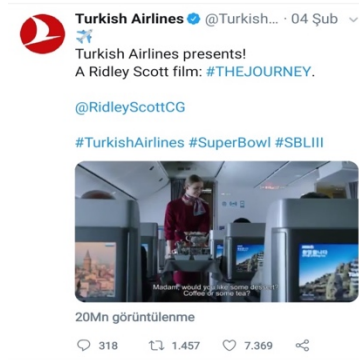 Turkish Airlines @Turkish... · 04 Şub
Turkish Airlines presents!
A Ridley Scott film: #THEJOURNEY.
@RidleyScottCG
#TurkishAirlines #SuperBowl #SBLIII
Madam, would you like some dessert?
Coffee or some tea?
20Mn görüntülenme
318 1.457 7.369